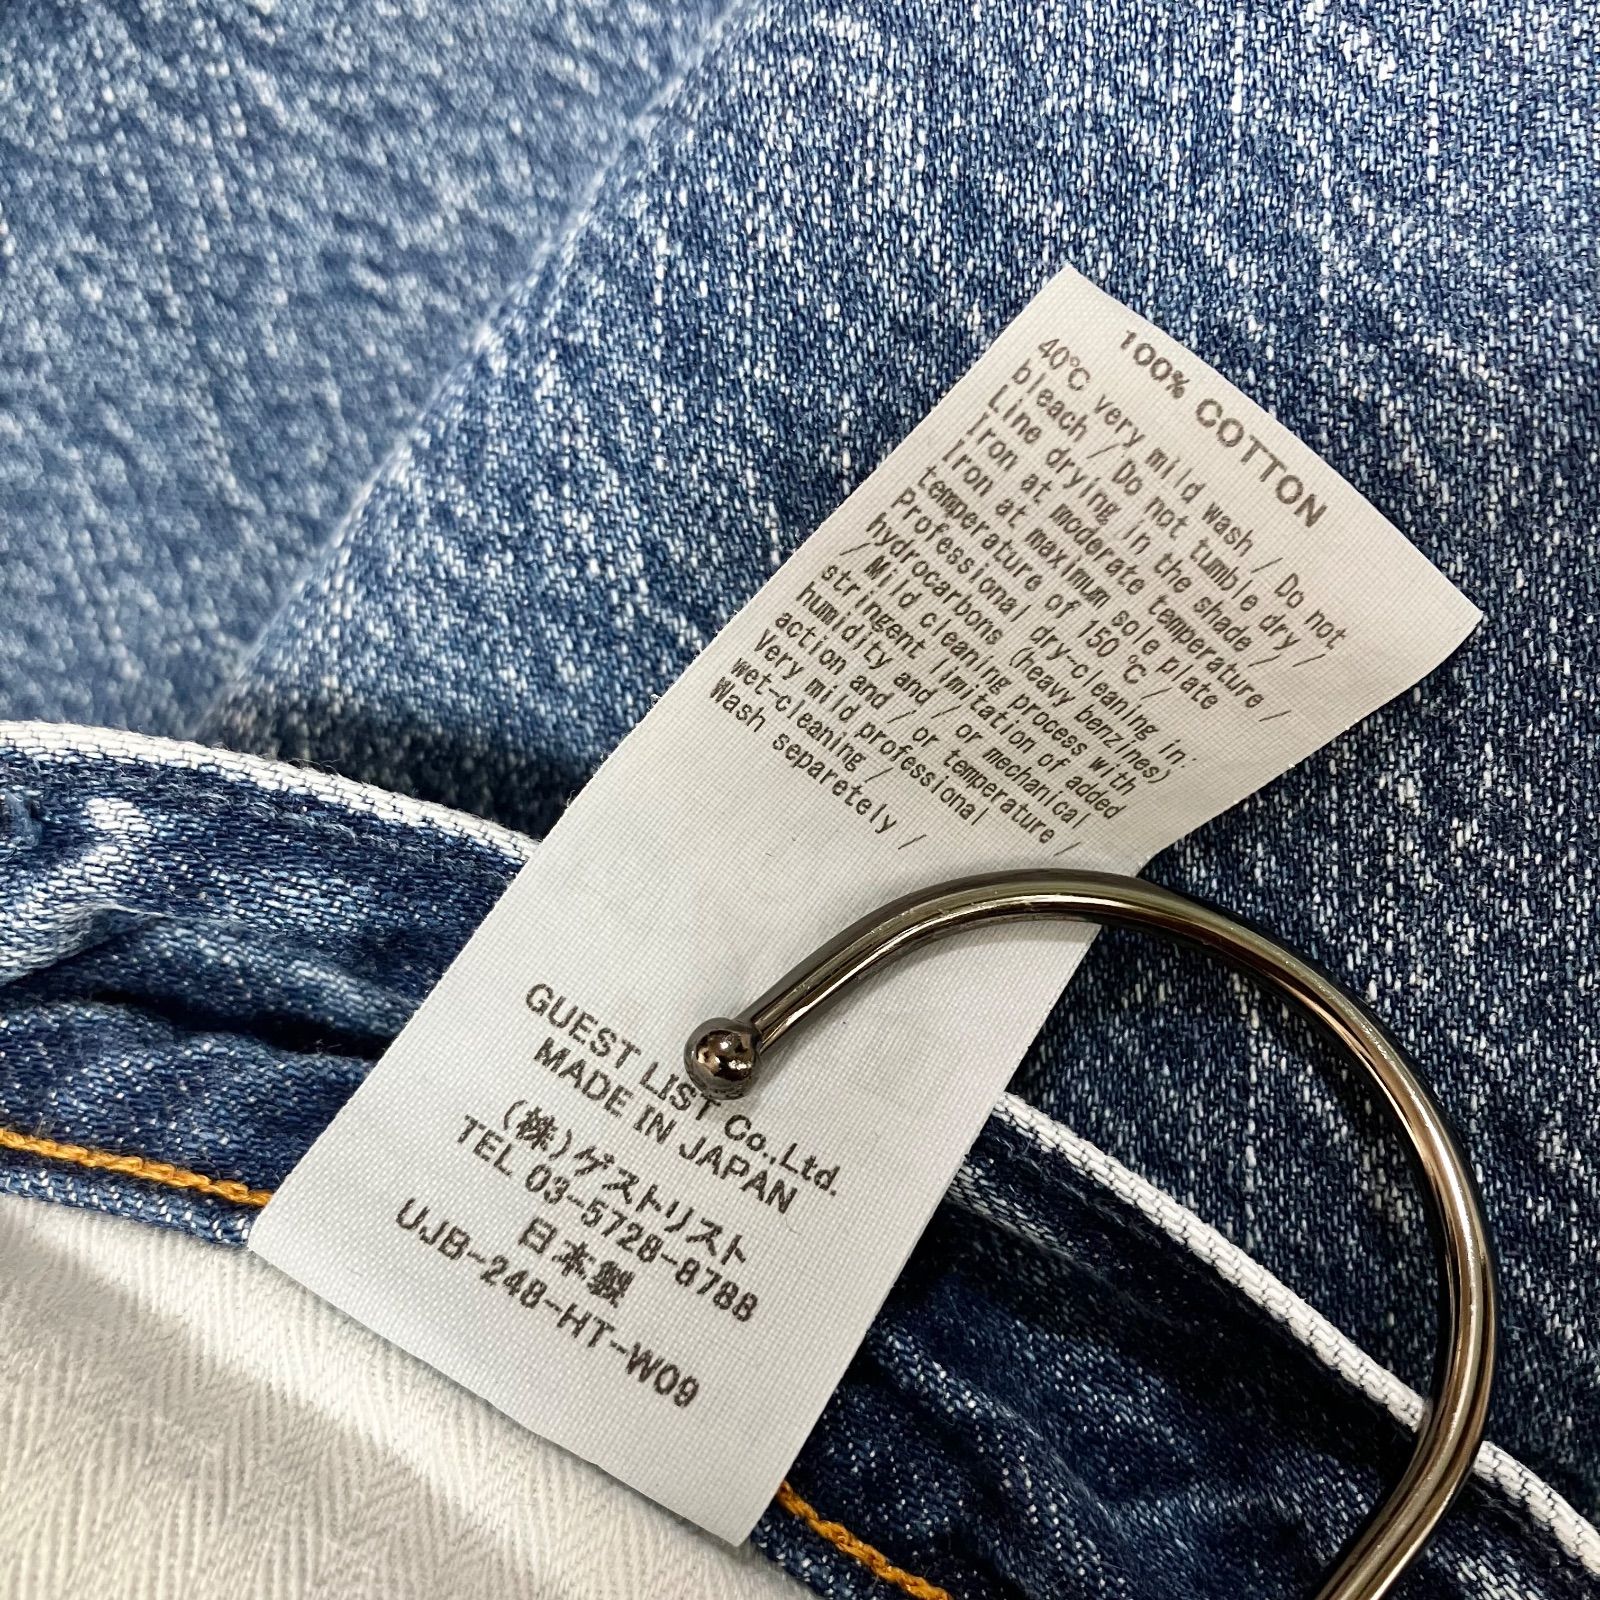 100% COTTON
40℃ very mild wash / Do not
bleach / Do not tumble dry /
Line drying in the shade /
Iron at moderate temperature /
Iron at maximum sole plate
temperature of 150 ℃ /
Professional dry-cleaning in:
hydrocarbons (heavy benzines)
/ Mild cleaning process with
stringent limitation of added
humidity and / or mechanical
action and / or temperature /
Very mild professional
wet-cleaning /
Wash separetely /
GUEST LIST Co.,Ltd.
MADE IN JAPAN
(株)ゲストリスト
TEL 03-5728-8788
日本製
UJB-248-HT-W09